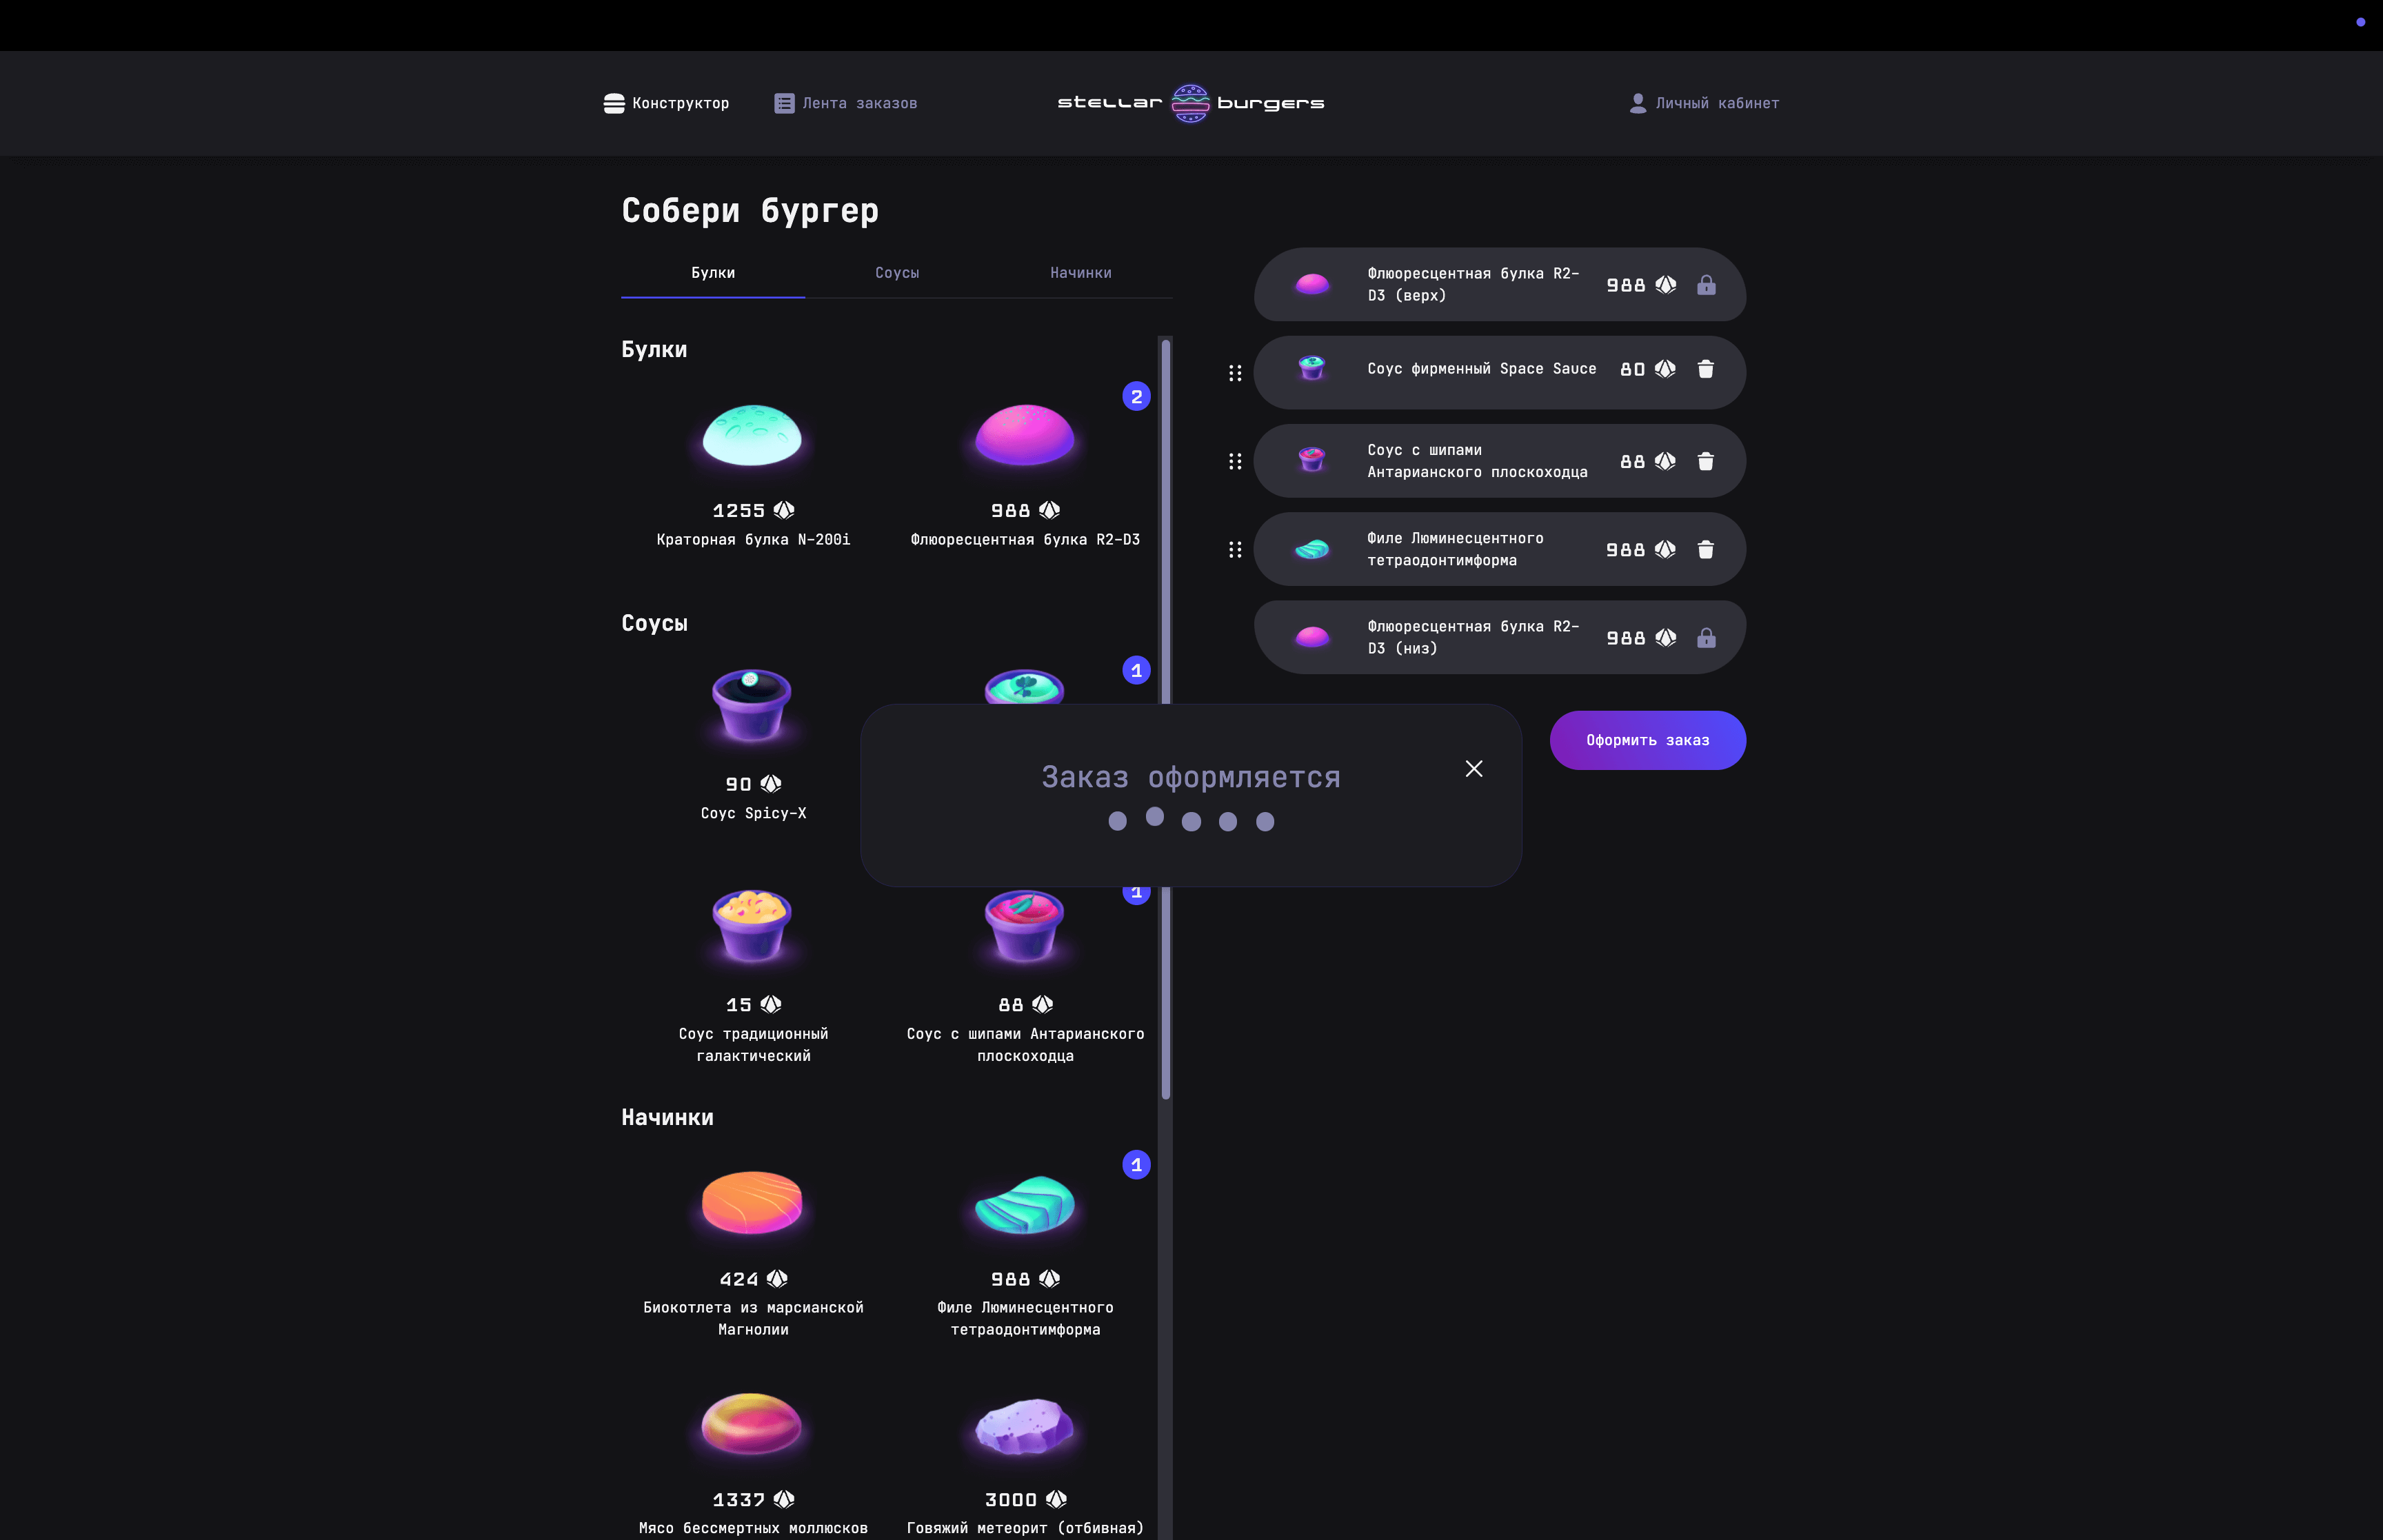 Конструктор
Лента заказов
stellar burgers
Личный кабинет
Собери бургер
Булки
Соусы
Начинки
Булки
2
1255
988
Краторная булка N-200i
Флюоресцентная булка R2-D3
Соусы
1
90
Соус Spicy-X
1
15
88
Соус традиционный
галактический
Соус с шипами Антарианского
плоскоходца
Начинки
1
424
988
Биокотлета из марсианской
Магнолии
Филе Люминесцентного
тетраодонтимформа
1337
3000
Мясо бессмертных моллюсков
Говяжий метеорит (отбивная)
Флюоресцентная булка R2-
D3 (верх)
988
Соус фирменный Space Sauce
80
Соус с шипами
Антарианского плоскоходца
88
Филе Люминесцентного
тетраодонтимформа
988
Флюоресцентная булка R2-
D3 (низ)
988
Оформить заказ
Заказ оформляется